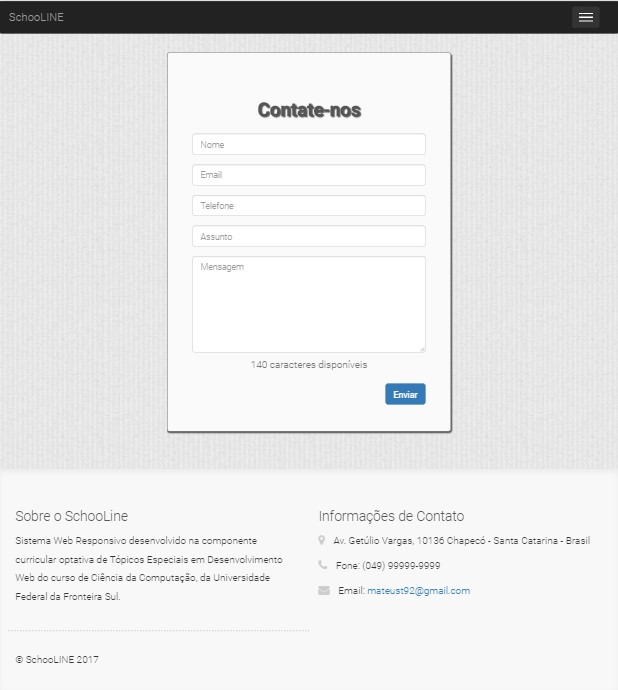 SchooLINE
Contate-nos
Nome
Email
Telefone
Assunto
Mensagem
140 caracteres disponíveis
Enviar
Sobre o SchooLine
Sistema Web Responsivo desenvolvido na componente
curricular optativa de Tópicos Especiais em Desenvolvimento
Web do curso de Ciência da Computação, da Universidade
Federal da Fronteira Sul.
Informações de Contato
Av. Getúlio Vargas, 10136 Chapecó - Santa Catarina - Brasil
Fone: (049) 99999-9999
Email: mateust92@gmail.com
© SchooLINE 2017